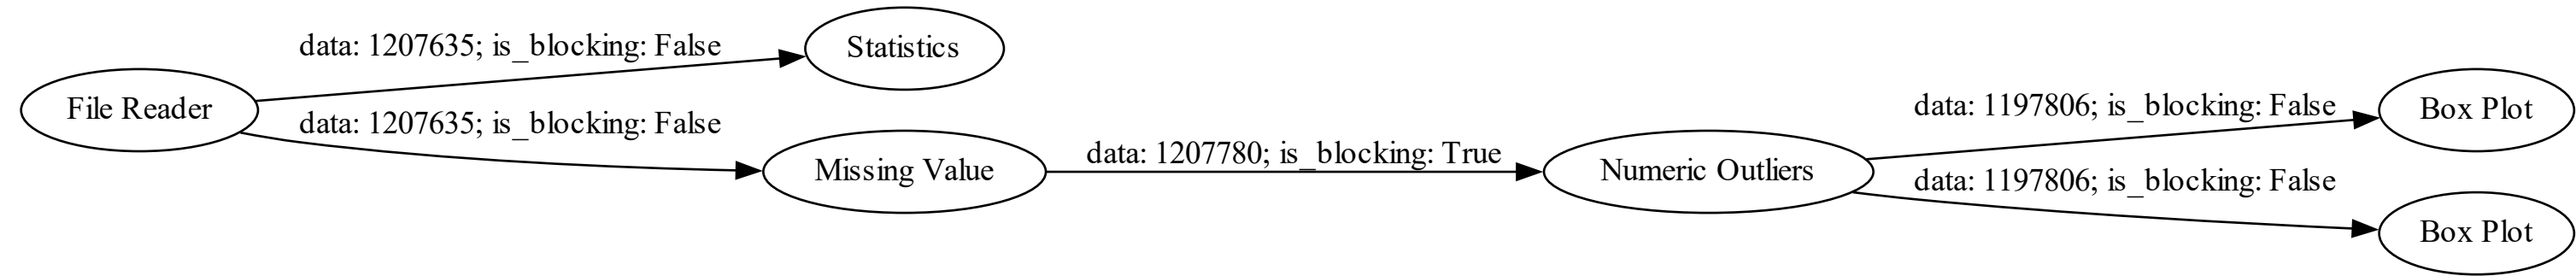 File Reader
data: 1207635; is_blocking: False
Statistics
data: 1207635; is_blocking: False
Missing Value
data: 1207780; is_blocking: True
Numeric Outliers
data: 1197806; is_blocking: False
Box Plot
data: 1197806; is_blocking: False
Box Plot